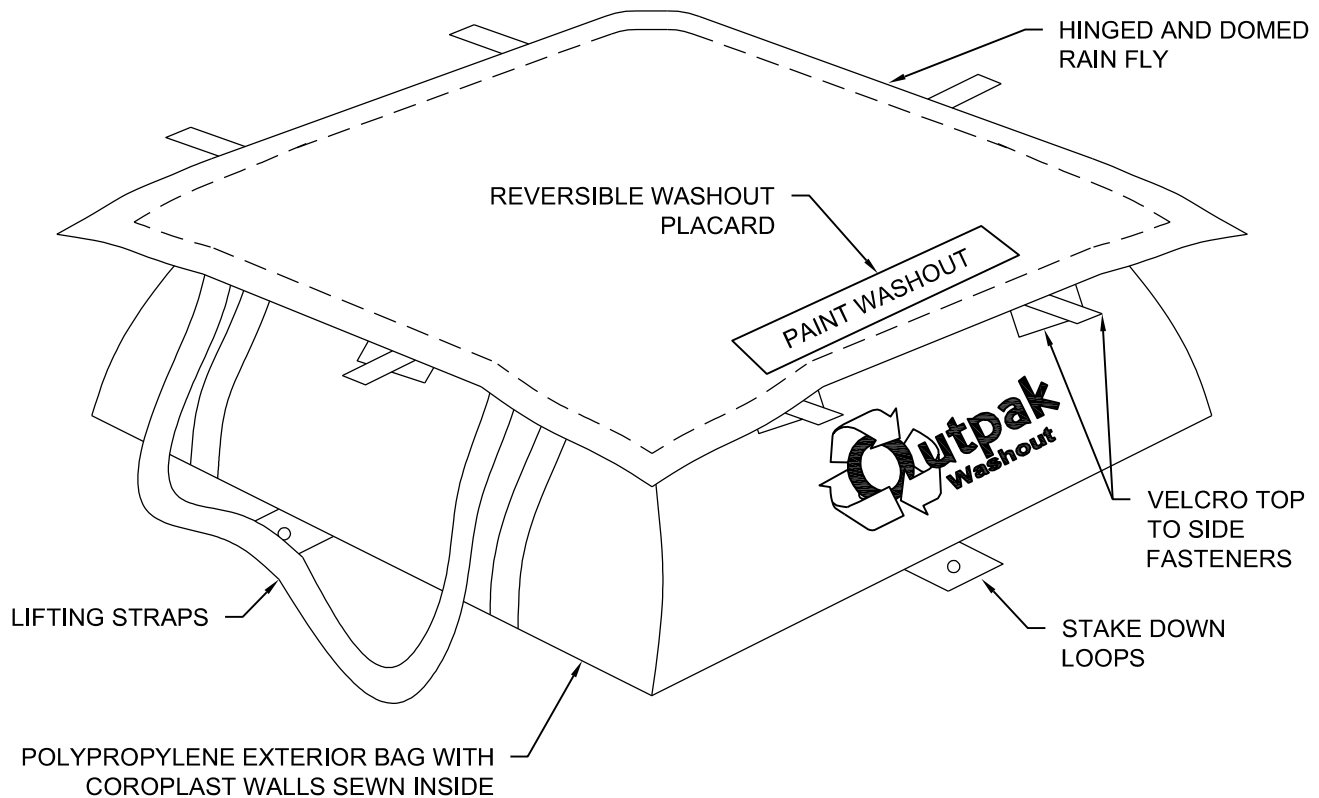 HINGED AND DOMED
RAIN FLY
REVERSIBLE WASHOUT
PLACARD
PAINT WASHOUT
Outpak
Washout
VELCRO TOP
TO SIDE
FASTENERS
LIFTING STRAPS
STAKE DOWN
LOOPS
POLYPROPYLENE EXTERIOR BAG WITH
COROPLAST WALLS SEWN INSIDE